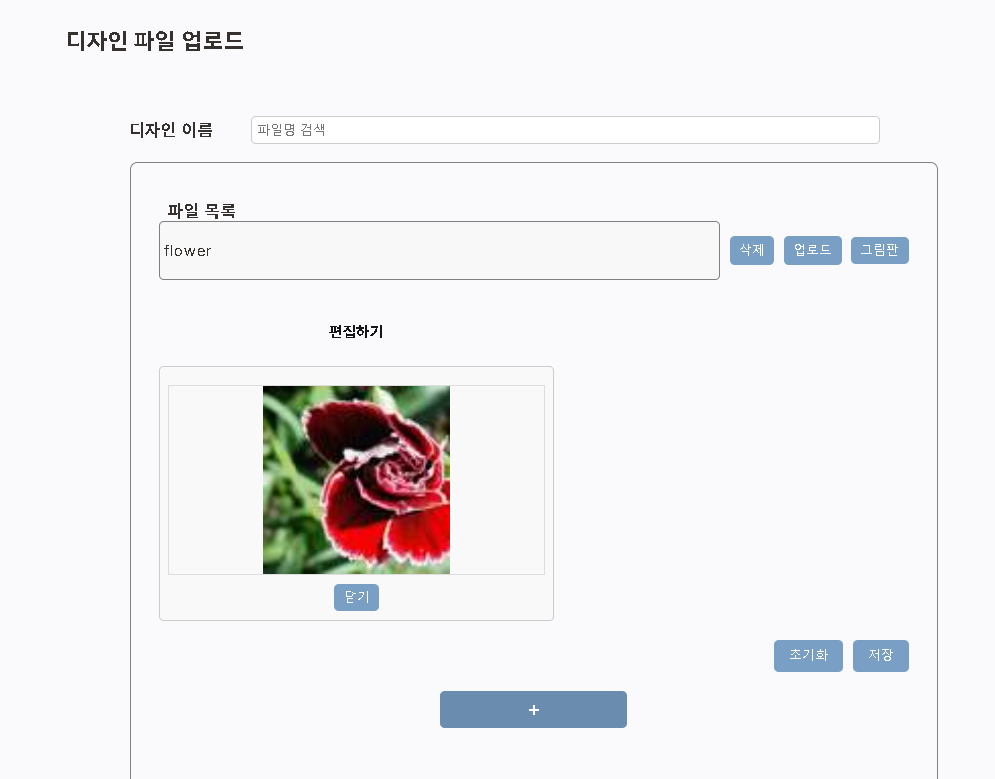 디자인 파일 업로드
디자인 이름
파일명 검색
파일 목록
flower
삭제
업로드
그림판
편집하기
닫기
초기화
저장
+